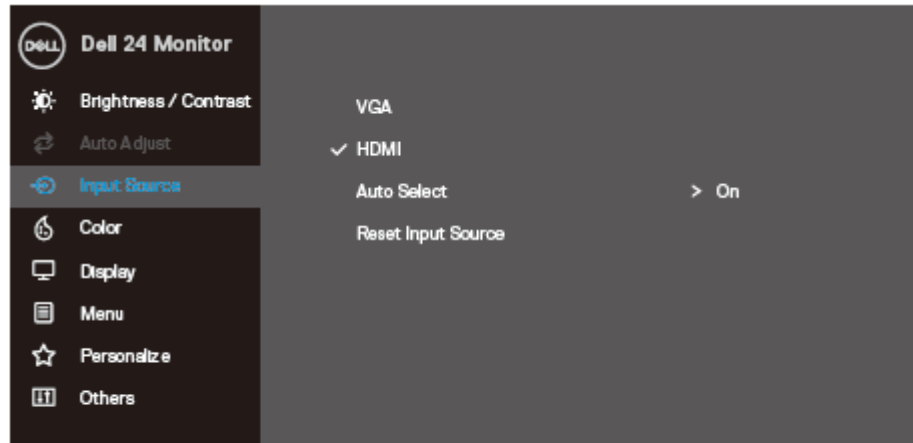 DELL Dell 24 Monitor
Brightness / Contrast
VGA
Auto Adjust
HDMI
Input Source
Auto Select > On
Color
Reset Input Source
Display
Menu
Personalize
Others